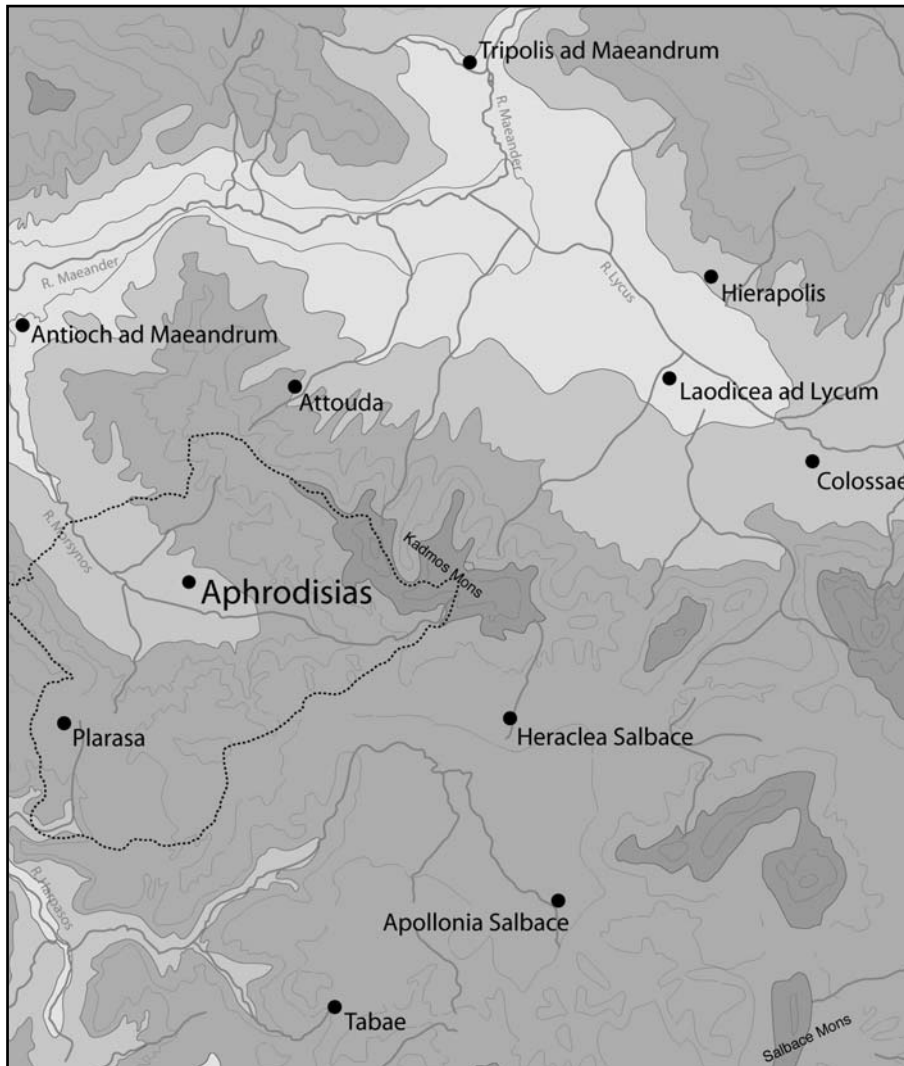 Tripolis ad Maeandrum
R. Maeander
R. Maeander
R. Lycus
Hierapolis
Antioch ad Maeandrum
Attouda
Laodicea ad Lycum
Colossae
R. Morsynos
Kadmos Mons
Aphrodisias
Plarasa
Heraclea Salbace
R. Harpasos
Apollonia Salbace
Tabae
Salbace Mons